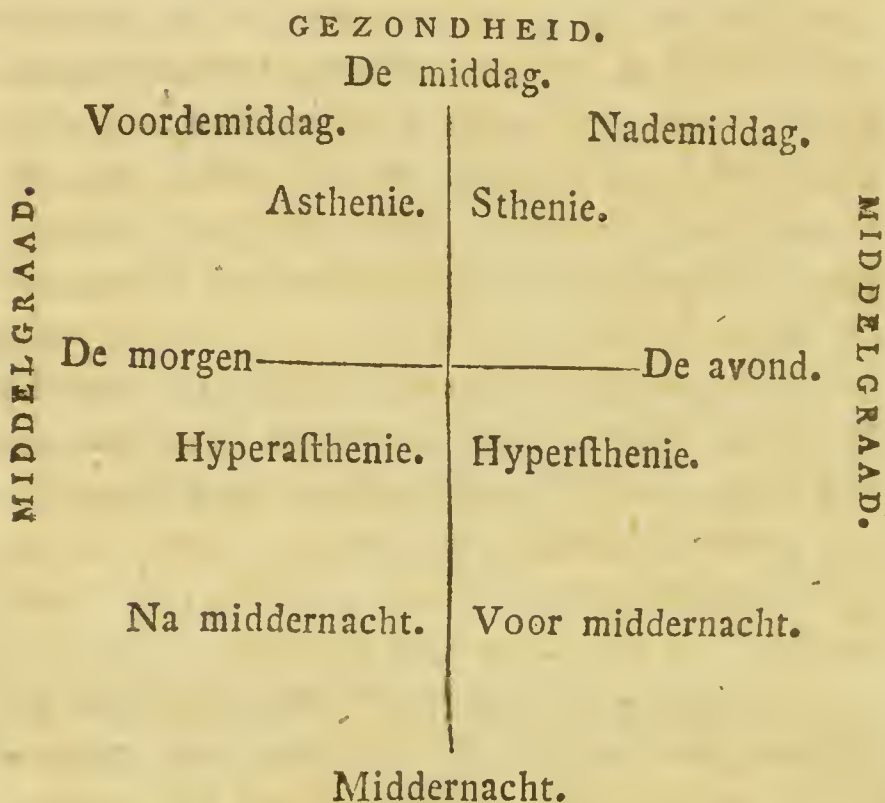 GEZONDHEID.
De middag.
Voordemiddag. Nademiddag.
Asthenie. Sthenie.
MIDDELGRAAD.
De morgen De avond.
MIDDELGRAAD.
Hyperaſthenie. Hyperſthenie.
Na middernacht. Voor middernacht.
Middernacht.